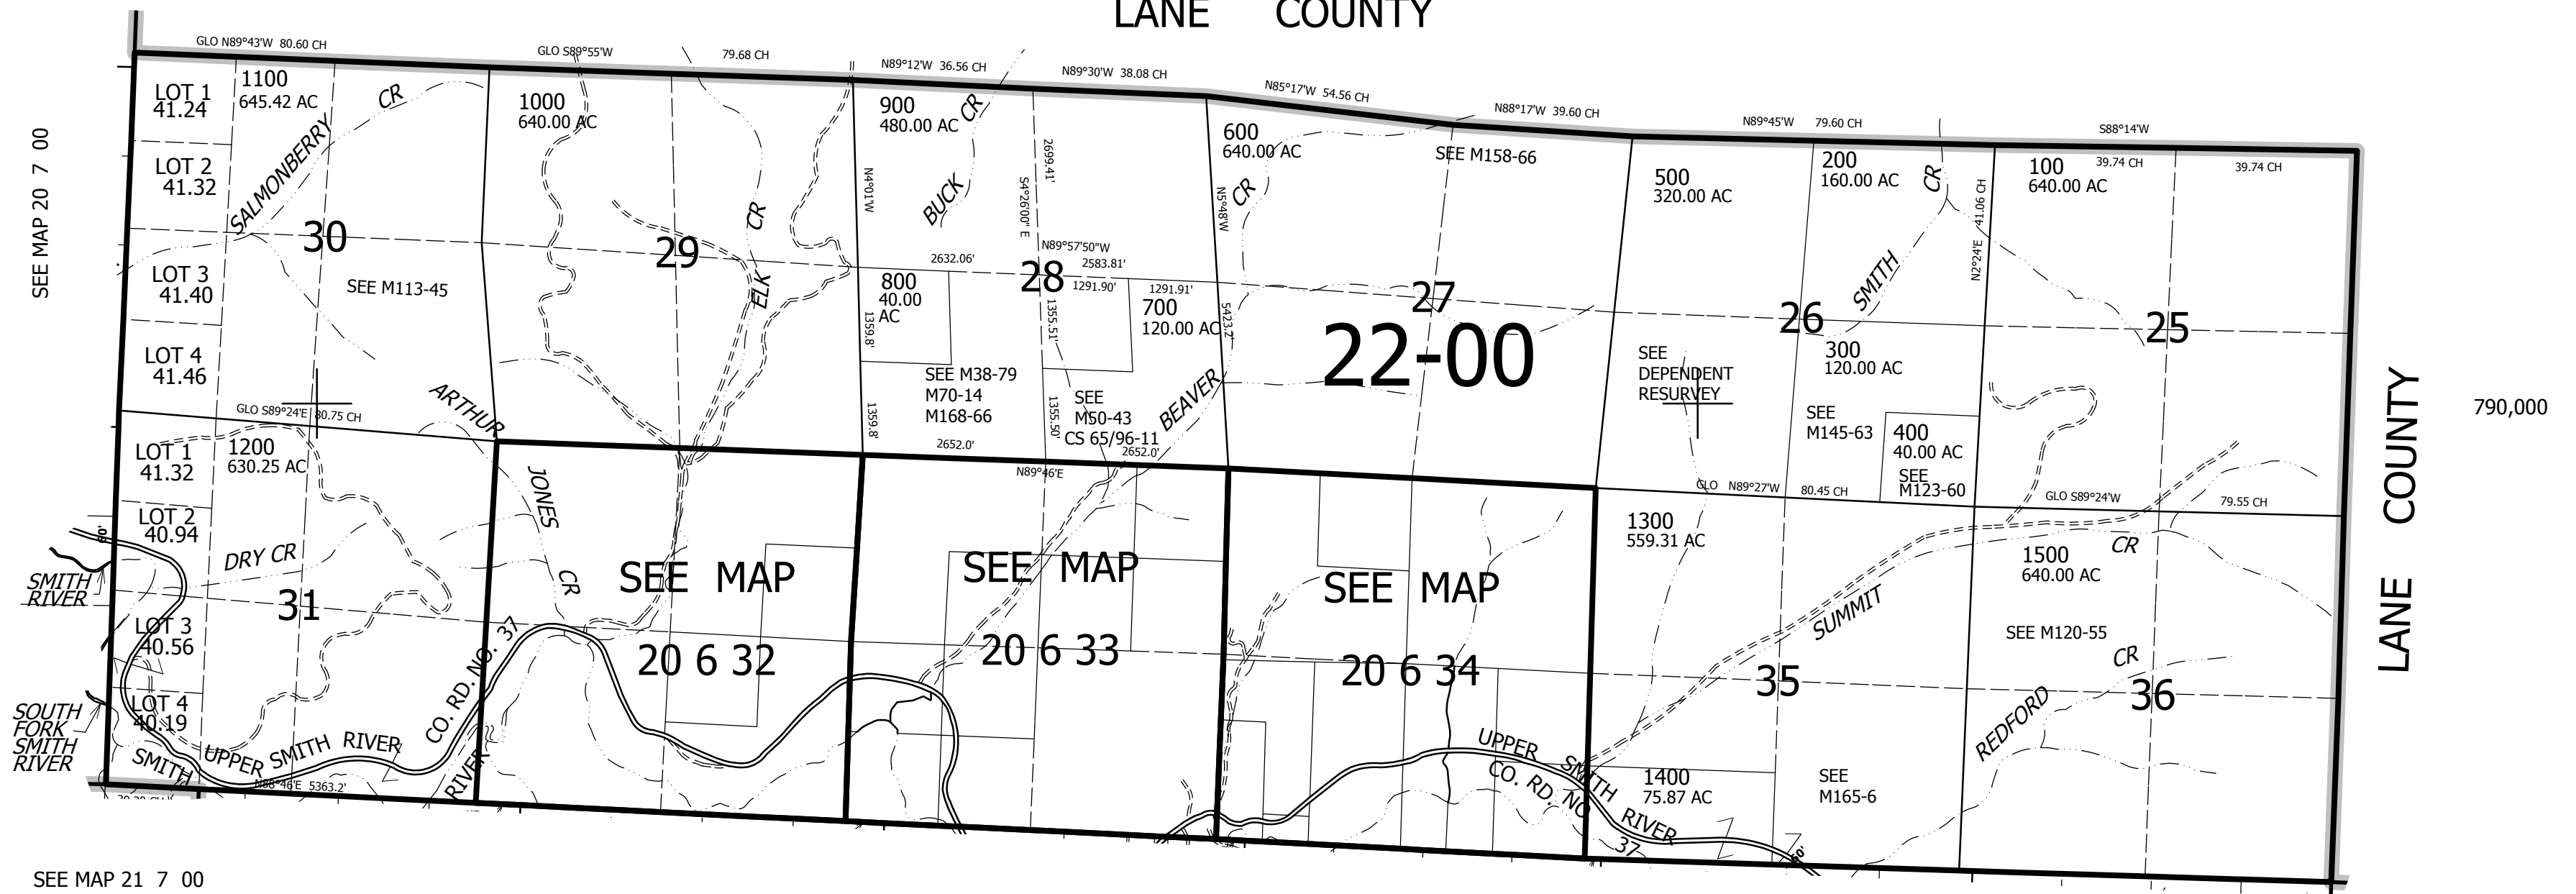 LANE COUNTY
GLO N89°43'W 80.60 CH
GLO S89°55'W
79.68 CH
N89°12'W 36.56 CH
N89°30'W 38.08 CH
N85°17'W 54.56 CH
N88°17'W 39.60 CH
N89°45'W 79.60 CH
S88°14'W
39.74 CH
39.74 CH
SEE MAP 20 7 00
LOT 1
41.24
1100
645.42 AC
SALMONBERRY CR
LOT 2
41.32
30
LOT 3
41.40
SEE M113-45
LOT 4
41.46
GLO S89°24'E 80.75 CH
1000
640.00 AC
29
ELK CR
900
480.00 AC
BUCK CR
N4°01'W
2699.41'
S4°26'00" E
N89°57'50"W
2632.06'
2583.81'
28
1291.90'
1291.91'
800
40.00
AC
700
120.00 AC
1359.8'
1355.51'
5423.2'
SEE M38-79
M70-14
M168-66
SEE
M50-43
CS 65/96-11
1359.8'
1355.50'
2652.0'
2652.0'
N89°46'E
BEAVER CR
N5°48'W
600
640.00 AC
SEE M158-66
27
22-00
500
320.00 AC
200
160.00 AC
SMITH CR
41.06 CH
N2°24'E
26
SEE
DEPENDENT
RESURVEY
300
120.00 AC
SEE
M145-63
400
40.00 AC
SEE
M123-60
GLO N89°27'W 80.45 CH
100
640.00 AC
25
GLO S89°24'W
79.55 CH
LANE COUNTY
790,000
ARTHUR
JONES
CR
LOT 1
41.32
1200
630.25 AC
LOT 2
40.94
60'
DRY CR
SMITH
RIVER
31
LOT 3
40.56
LOT 4
40.19
SOUTH
FORK
SMITH
RIVER
SMITH
RIVER
UPPER SMITH RIVER
CO. RD. NO. 37
N88°46'E 5363.2'
SEE MAP
20 6 32
SEE MAP
20 6 33
SEE MAP
20 6 34
UPPER SMITH RIVER
CO. RD. NO
37
60'
1300
559.31 AC
SUMMIT CR
35
1400
75.87 AC
SEE
M165-6
1500
640.00 AC
SEE M120-55
REDFORD CR
36
SEE MAP 21 7 00